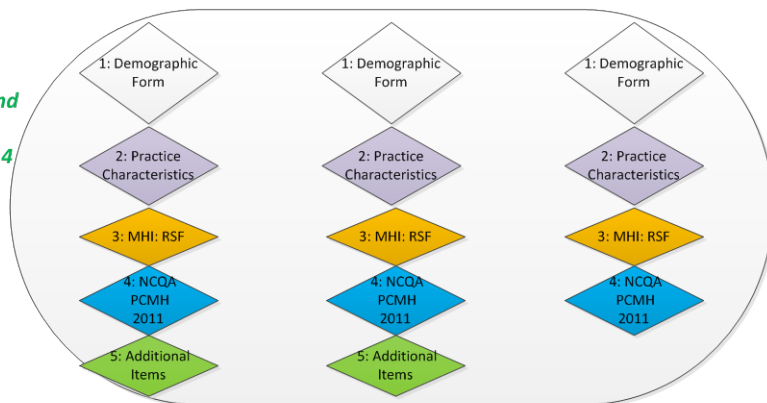 nd
4
1: Demographic
Form
2: Practice
Characteristics
3: MHI: RSF
4: NCQA
PCMH
2011
5: Additional
Items
1: Demographic
Form
2: Practice
Characteristics
3: MHI: RSF
4: NCQA
PCMH
2011
5: Additional
Items
1: Demographic
Form
2: Practice
Characteristics
3: MHI: RSF
4: NCQA
PCMH
2011